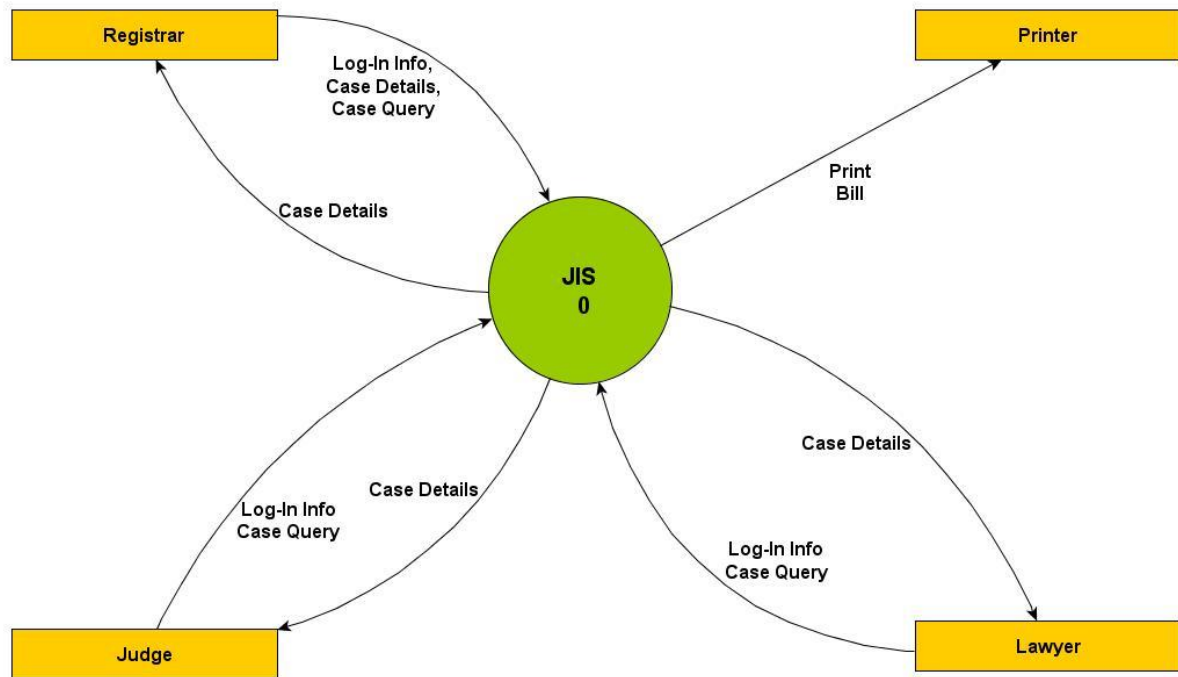 Registrar
Printer
Log-In Info,
Case Details,
Case Query
Print
Bill
Case Details
JIS
0
Case Details
Case Details
Log-In Info
Case Query
Log-In Info
Case Query
Judge
Lawyer